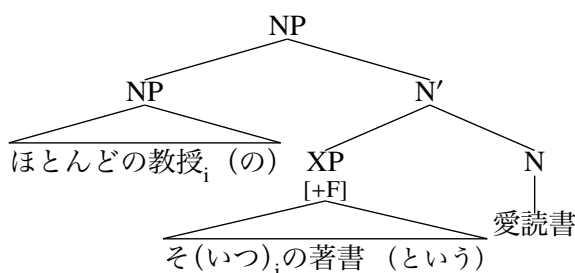 NP
NP N′
ほとんどの教授i (の) XP N
[+F]
愛読書
そ(いつ)iの著書 (という)